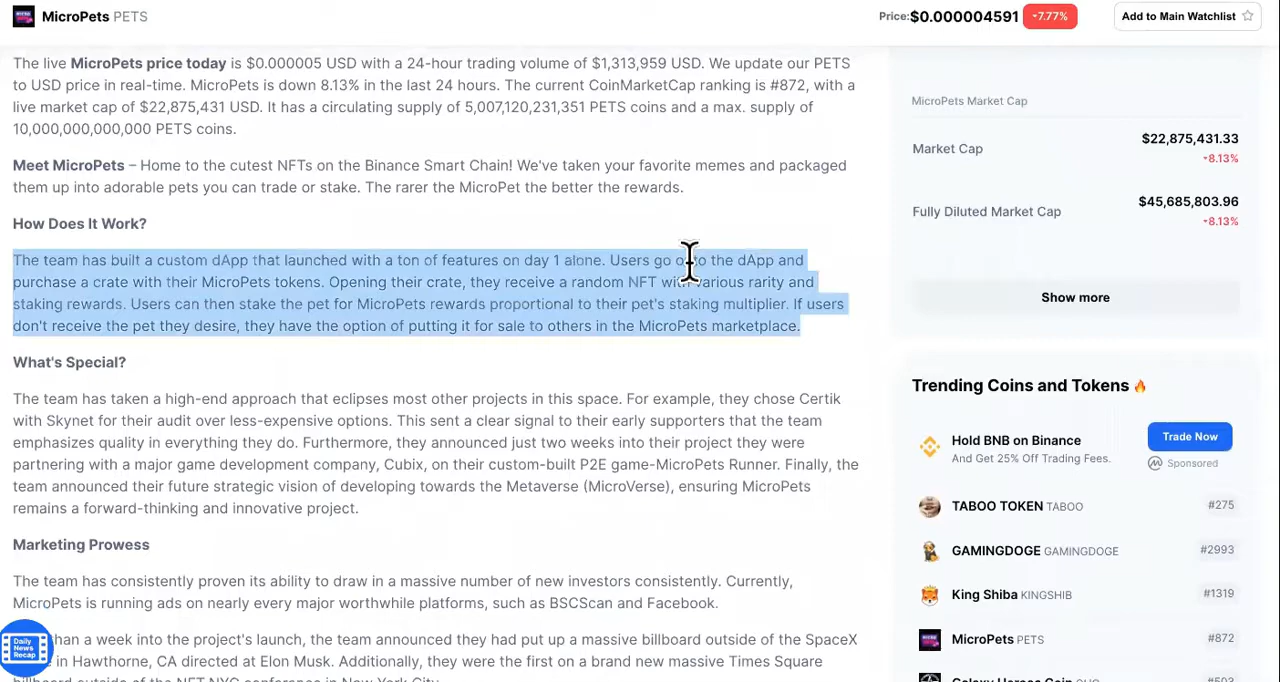 MicroPets PETS
Price:$0.000004591 -7.77%
Add to Main Watchlist
The live MicroPets price today is $0.000005 USD with a 24-hour trading volume of $1,313,959 USD. We update our PETS
to USD price in real-time. MicroPets is down 8.13% in the last 24 hours. The current CoinMarketCap ranking is #872, with a
live market cap of $22,875,431 USD. It has a circulating supply of 5,007,120,231,351 PETS coins and a max. supply of
10,000,000,000,000 PETS coins.
Meet MicroPets – Home to the cutest NFTs on the Binance Smart Chain! We've taken your favorite memes and packaged
them up into adorable pets you can trade or stake. The rarer the MicroPet the better the rewards.
How Does It Work?
The team has built a custom dApp that launched with a ton of features on day 1 alone. Users go onto the dApp and
purchase a crate with their MicroPets tokens. Opening their crate, they receive a random NFT with various rarity and
staking rewards. Users can then stake the pet for MicroPets rewards proportional to their pet's staking multiplier. If users
don't receive the pet they desire, they have the option of putting it for sale to others in the MicroPets marketplace.
What's Special?
The team has taken a high-end approach that eclipses most other projects in this space. For example, they chose Certik
with Skynet for their audit over less-expensive options. This sent a clear signal to their early supporters that the team
emphasizes quality in everything they do. Furthermore, they announced just two weeks into their project they were
partnering with a major game development company, Cubix, on their custom-built P2E game-MicroPets Runner. Finally, the
team announced their future strategic vision of developing towards the Metaverse (MicroVerse), ensuring MicroPets
remains a forward-thinking and innovative project.
Marketing Prowess
The team has consistently proven its ability to draw in a massive number of new investors consistently. Currently,
MicroPets is running ads on nearly every major worthwhile platforms, such as BSCScan and Facebook.
than a week into the project's launch, the team announced they had put up a massive billboard outside of the SpaceX
in Hawthorne, CA directed at Elon Musk. Additionally, they were the first on a brand new massive Times Square
billboard outside of the NFT NYC conference in New York City.
Daily
News
Recap
MicroPets Market Cap
Market Cap
$22,875,431.33
-8.13%
Fully Diluted Market Cap
$45,685,803.96
-8.13%
Show more
Trending Coins and Tokens
Hold BNB on Binance
And Get 25% Off Trading Fees.
Trade Now
Sponsored
TABOO TOKEN TABOO #275
GAMINGDOGE GAMINGDOGE #2993
King Shiba KINGSHIB #1319
MicroPets PETS #872